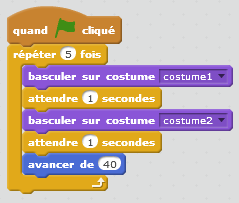 quand cliqué
répéter 5 fois
basculer sur costume costume1
attendre 1 secondes
basculer sur costume costume2
attendre 1 secondes
avancer de 40